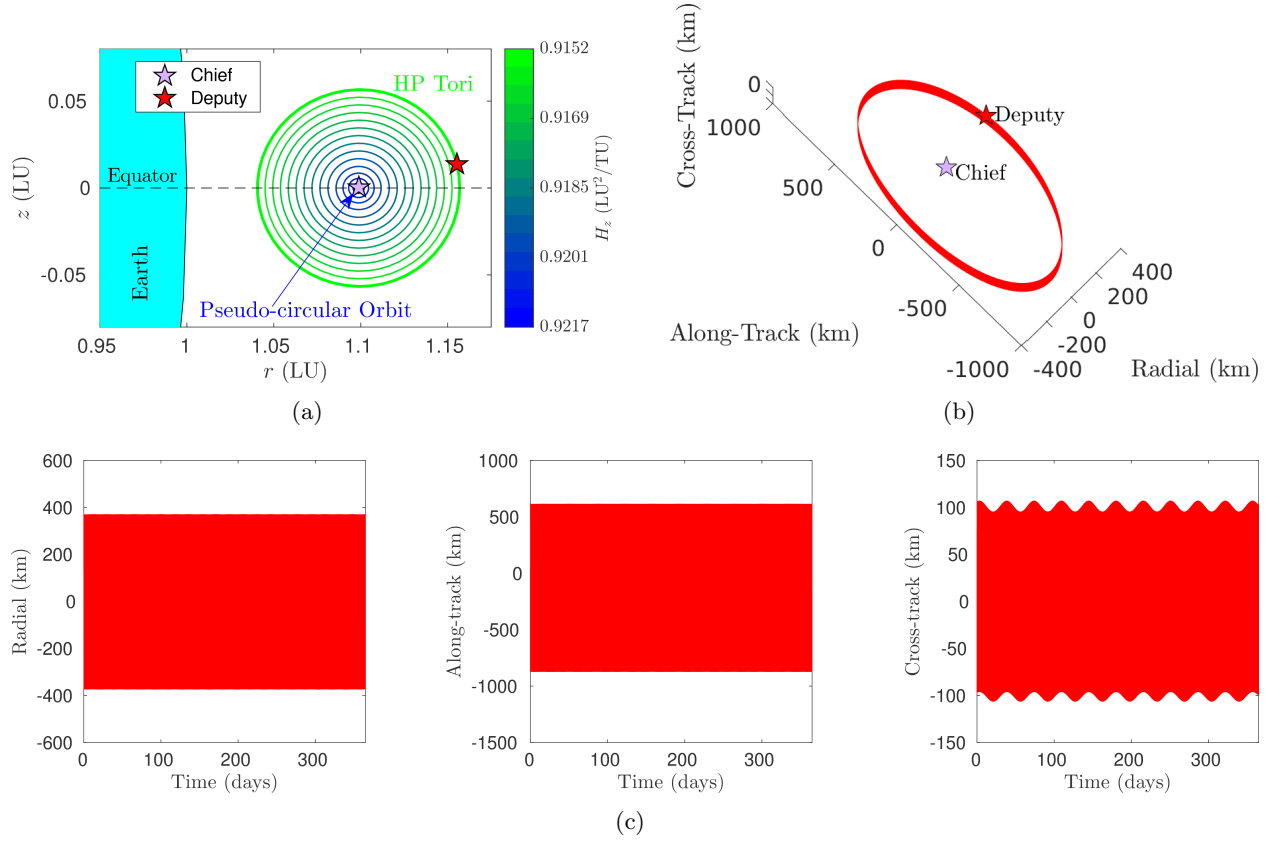 Chief
Deputy
HP Tori
Equator
Earth
Pseudo-circular Orbit
0.05
0
-0.05
z (LU)
0.95
1
1.05
1.1
1.15
r (LU)
0.9152
0.9169
0.9185
0.9201
0.9217
H_z (LU²/TU)
(a)
Cross-Track (km)
0
1000
500
0
-500
-1000
Along-Track (km)
Deputy
Chief
400
200
0
-200
-400
Radial (km)
(b)
600
400
200
0
-200
-400
-600
Radial (km)
0
100
200
300
Time (days)
1000
500
0
-500
-1000
-1500
Along-track (km)
0
100
200
300
Time (days)
150
100
50
0
-50
-100
-150
Cross-track (km)
0
100
200
300
Time (days)
(c)